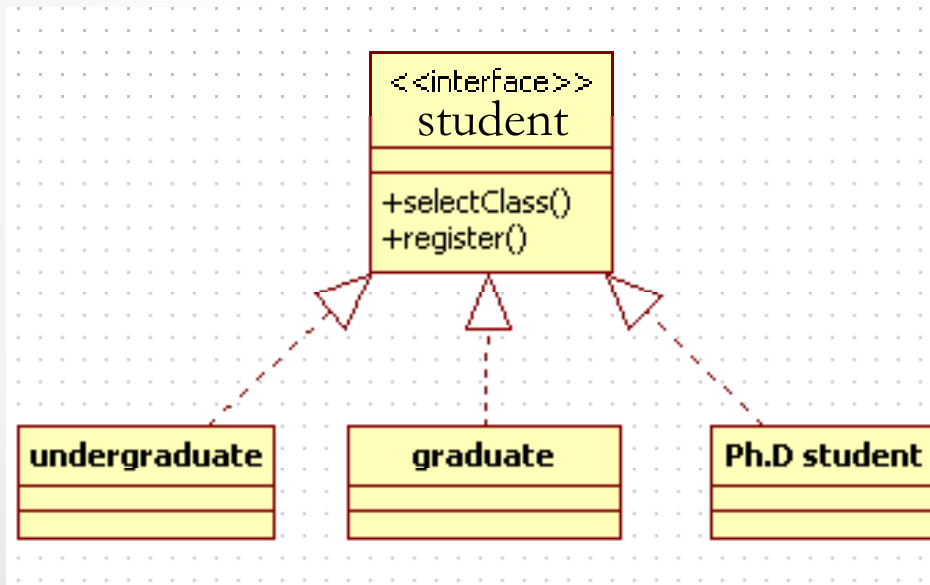 <<interface>>
student
+selectClass()
+register()
undergraduate
graduate
Ph.D student